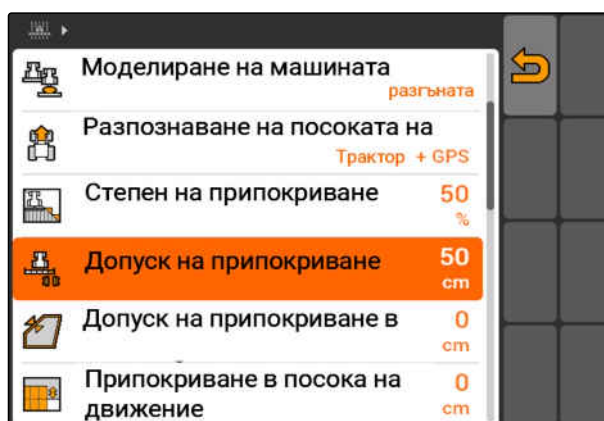 Моделиране на машината
разгъната
Разпознаване на посоката на
Трактор + GPS
Степен на припокриване 50
%
Допуск на припокриване 50
cm
Допуск на припокриване в 0
cm
Припокриване в посока на 0
движение cm